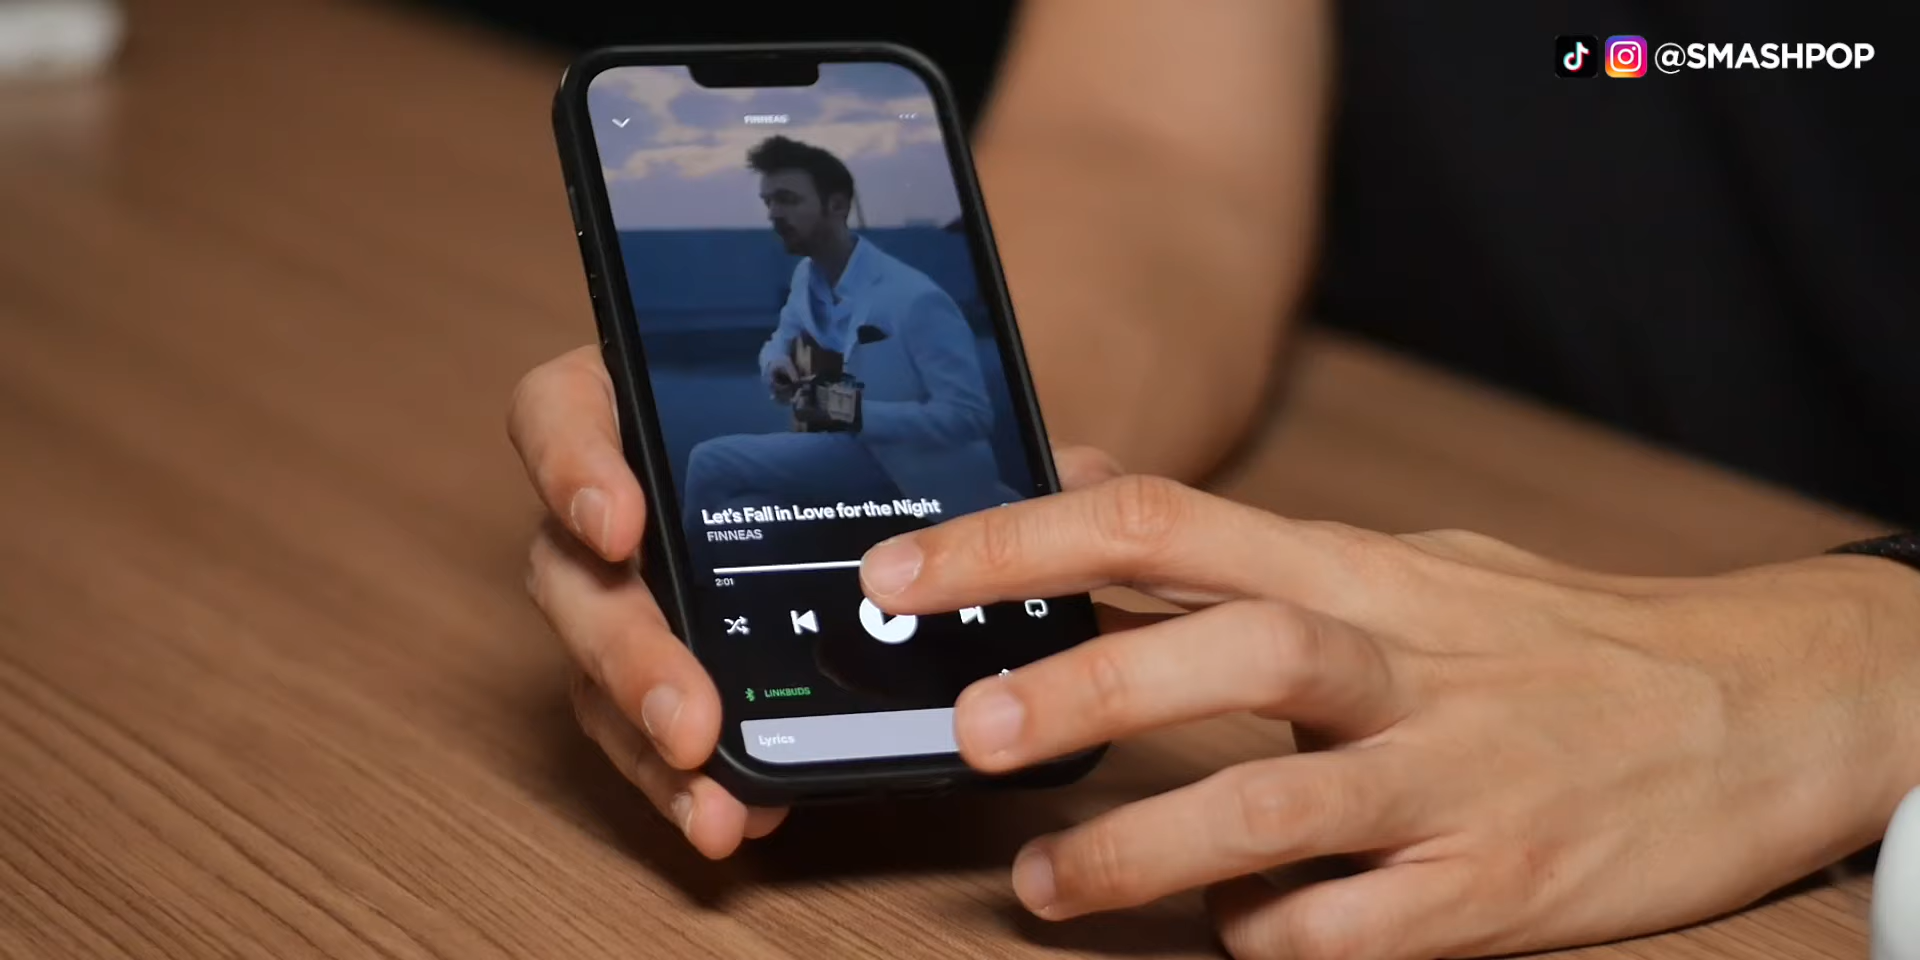 @SMASHPOP
FINNEAS
Let's Fall in Love for the Night
FINNEAS
2:01
LINKBUDS
Lyrics